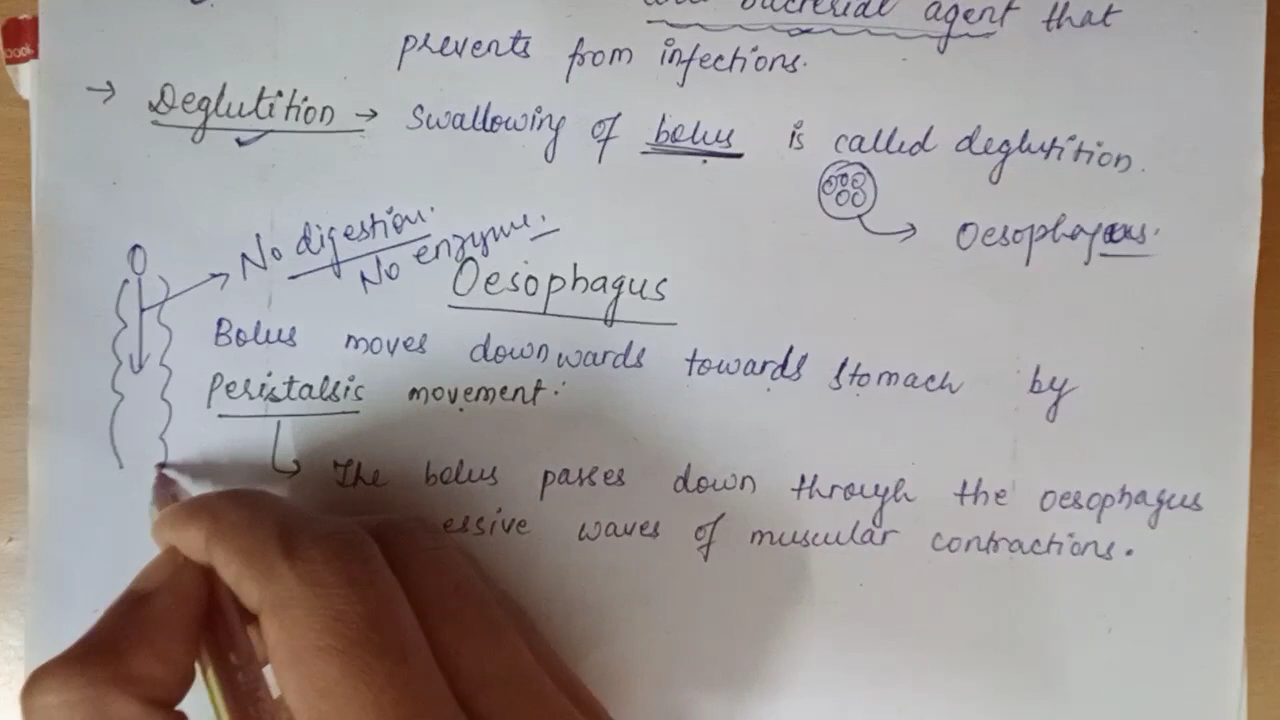 bacterial agent that
prevents from infections.
book
→ Deglutition → Swallowing of bolus is called deglutition.
Oesophagus.
No digestion.
No enzyme.
Oesophagus
Bolus moves downwards towards stomach by
Peristalsis movement.
The bolus passes down through the oesophagus
essive waves of muscular contractions.